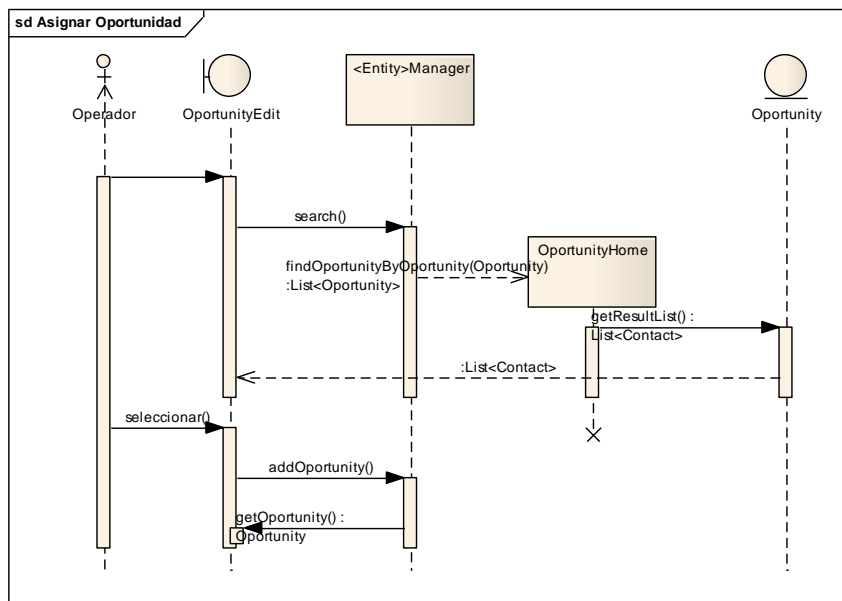 sd Asignar Oportunidad
<Entity>Manager
Operador
OportunityEdit
Oportunity
search()
OportunityHome
findOportunityByOportunity(Oportunity)
:List<Oportunity>
getResultList() :
List<Contact>
:List<Contact>
seleccionar()
addOportunity()
getOportunity() :
Oportunity